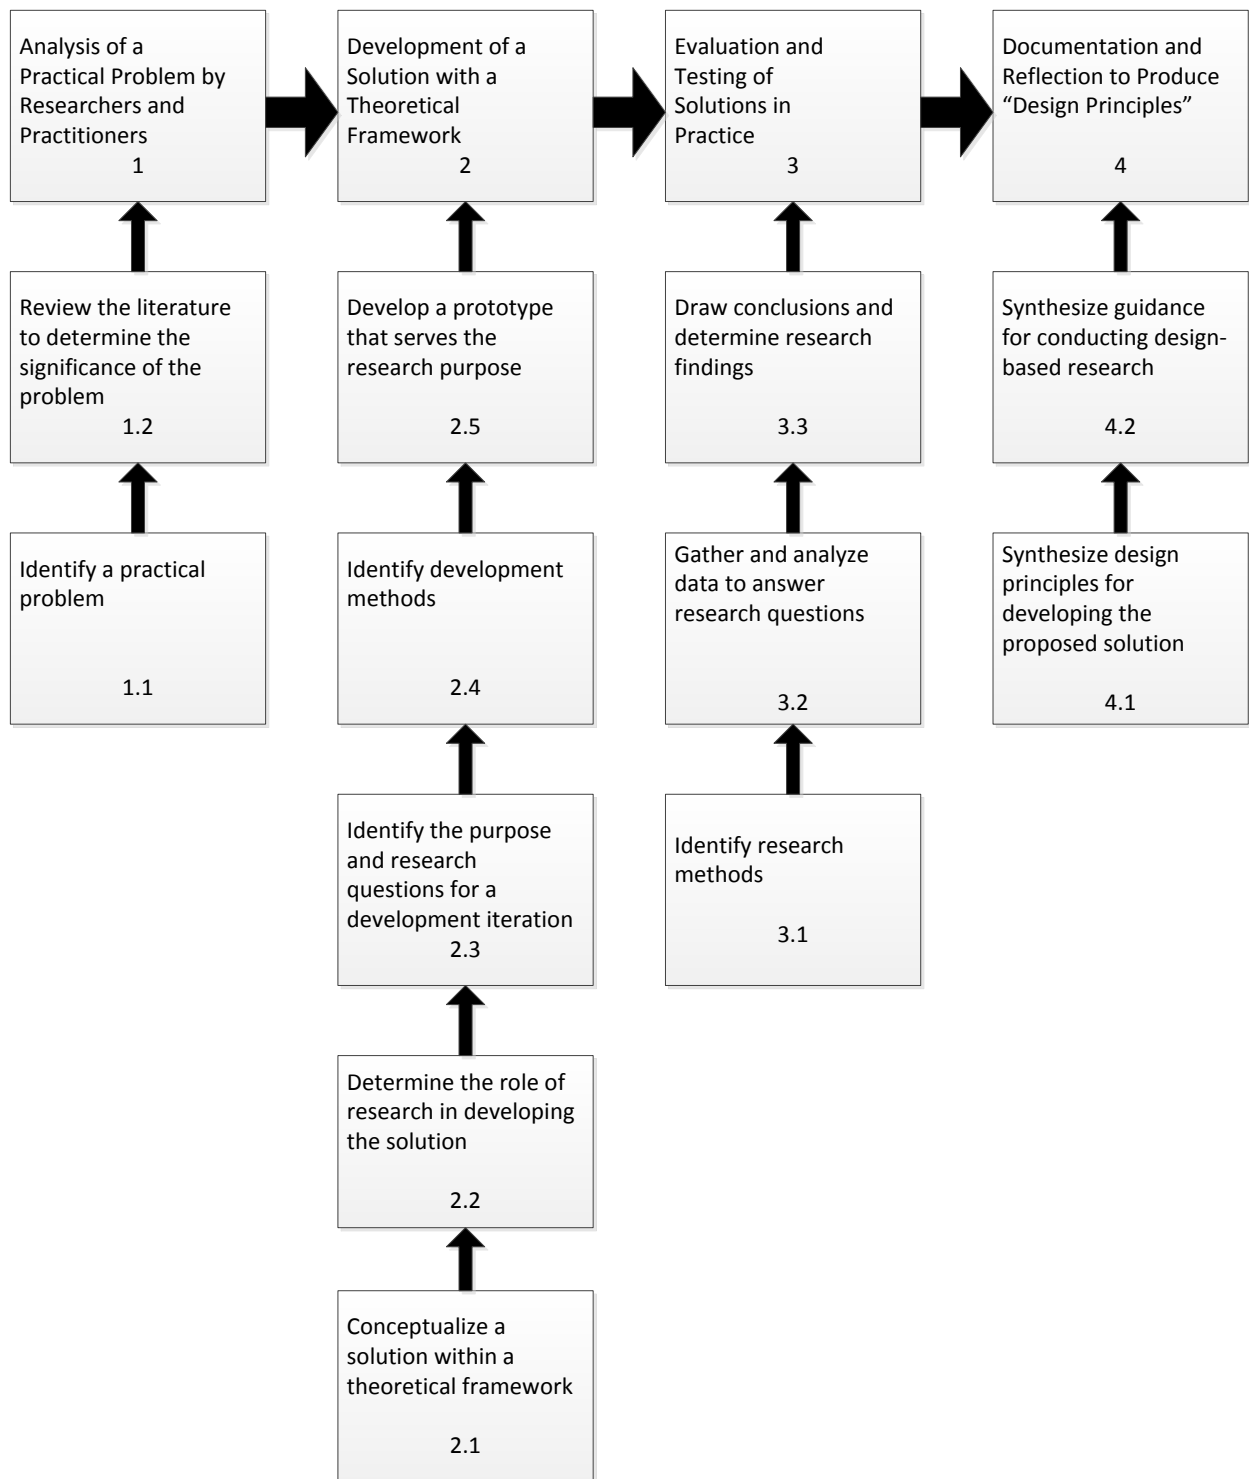 Analysis of a
Practical Problem by
Researchers and
Practitioners
1
Development of a
Solution with a
Theoretical
Framework
2
Evaluation and
Testing of
Solutions in
Practice
3
Documentation and
Reflection to Produce
“Design Principles”
4
Review the literature
to determine the
significance of the
problem
1.2
Develop a prototype
that serves the
research purpose
2.5
Draw conclusions and
determine research
findings
3.3
Synthesize guidance
for conducting design-
based research
4.2
Identify a practical
problem
1.1
Identify development
methods
2.4
Gather and analyze
data to answer
research questions
3.2
Synthesize design
principles for
developing the
proposed solution
4.1
Identify the purpose
and research
questions for a
development iteration
2.3
Identify research
methods
3.1
Determine the role of
research in developing
the solution
2.2
Conceptualize a
solution within a
theoretical framework
2.1